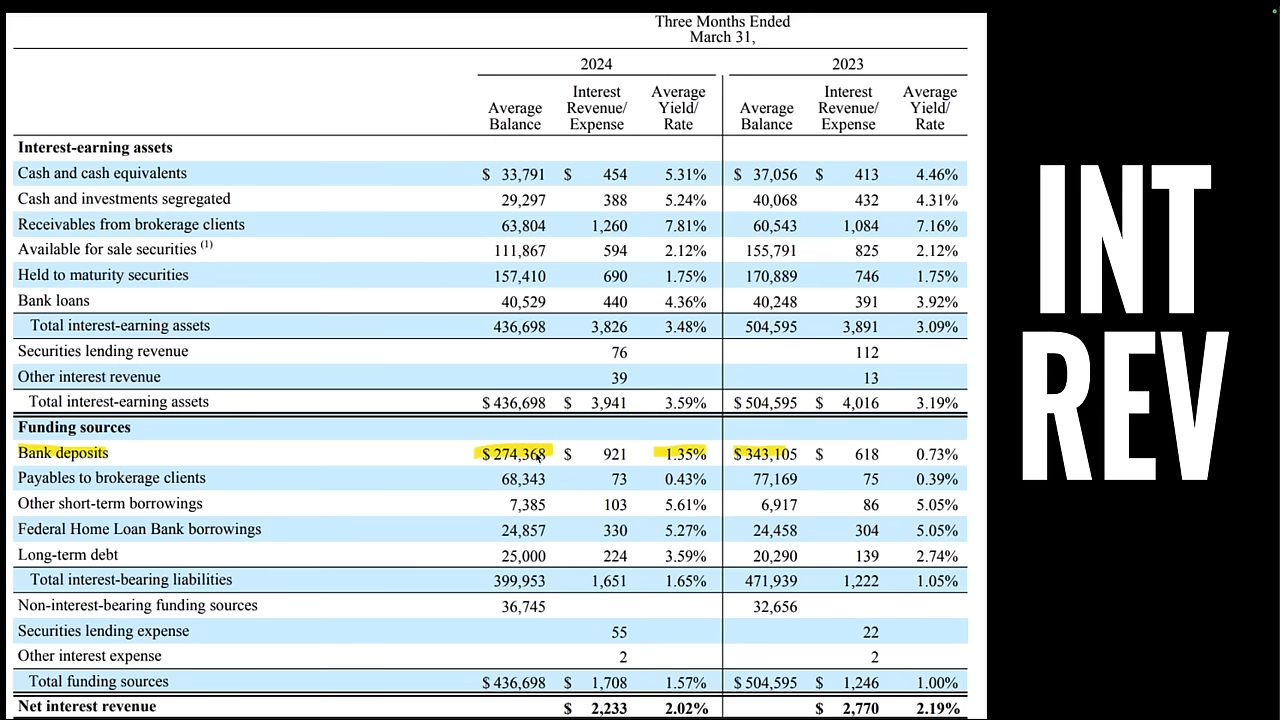 Three Months Ended
March 31,
2024 2023
Average Balance Interest Revenue/ Expense Average Yield/ Rate Average Balance Interest Revenue/ Expense Average Yield/ Rate
Interest-earning assets
Cash and cash equivalents $ 33,791 $ 454 5.31% $ 37,056 $ 413 4.46%
Cash and investments segregated 29,297 388 5.24% 40,068 432 4.31%
Receivables from brokerage clients 63,804 1,260 7.81% 60,543 1,084 7.16%
Available for sale securities (1) 111,867 594 2.12% 155,791 825 2.12%
Held to maturity securities 157,410 690 1.75% 170,889 746 1.75%
Bank loans 40,529 440 4.36% 40,248 391 3.92%
Total interest-earning assets 436,698 3,826 3.48% 504,595 3,891 3.09%
Securities lending revenue 76 112
Other interest revenue 39 13
Total interest-earning assets $ 436,698 $ 3,941 3.59% $ 504,595 $ 4,016 3.19%
Funding sources
Bank deposits $ 274,368 $ 921 1.35% $ 343,105 $ 618 0.73%
Payables to brokerage clients 68,343 73 0.43% 77,169 75 0.39%
Other short-term borrowings 7,385 103 5.61% 6,917 86 5.05%
Federal Home Loan Bank borrowings 24,857 330 5.27% 24,458 304 5.05%
Long-term debt 25,000 224 3.59% 20,290 139 2.74%
Total interest-bearing liabilities 399,953 1,651 1.65% 471,939 1,222 1.05%
Non-interest-bearing funding sources 36,745 32,656
Securities lending expense 55 22
Other interest expense 2 2
Total funding sources $ 436,698 $ 1,708 1.57% $ 504,595 $ 1,246 1.00%
Net interest revenue $ 2,233 2.02% $ 2,770 2.19%
INT
REV